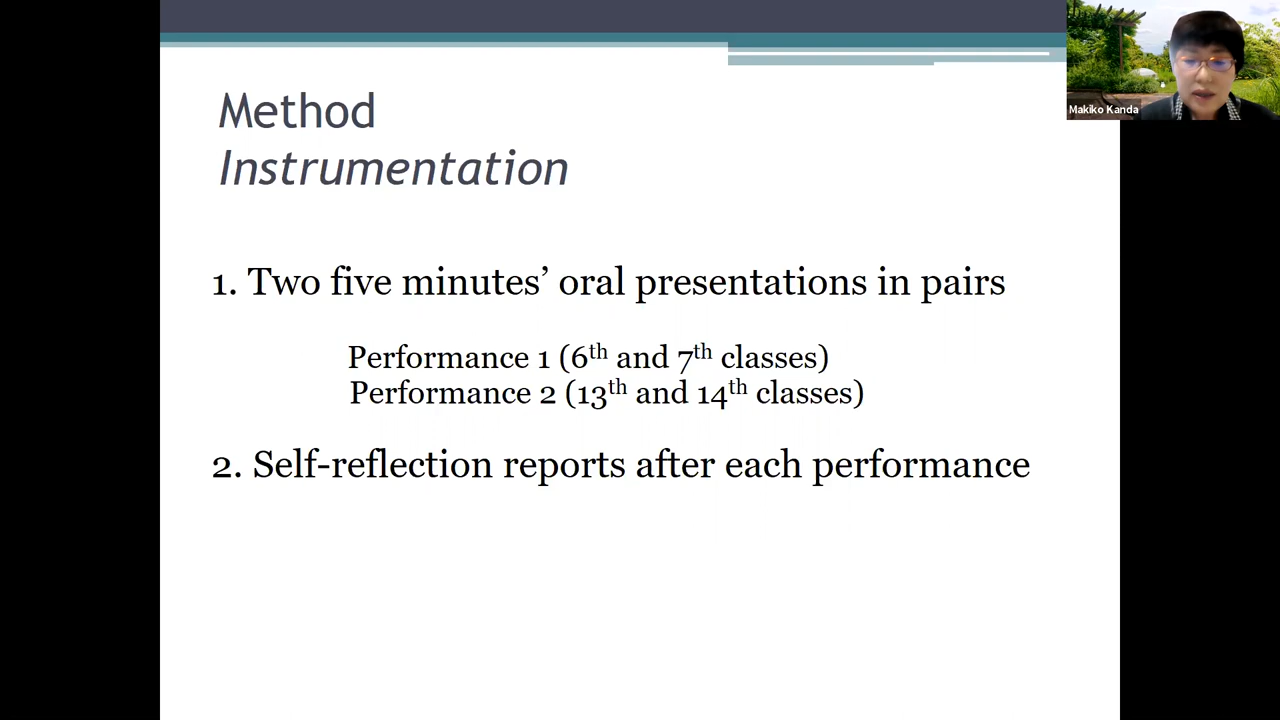 Makiko Kanda
Method
Instrumentation
1. Two five minutes’ oral presentations in pairs
Performance 1 (6th and 7th classes)
Performance 2 (13th and 14th classes)
2. Self-reflection reports after each performance